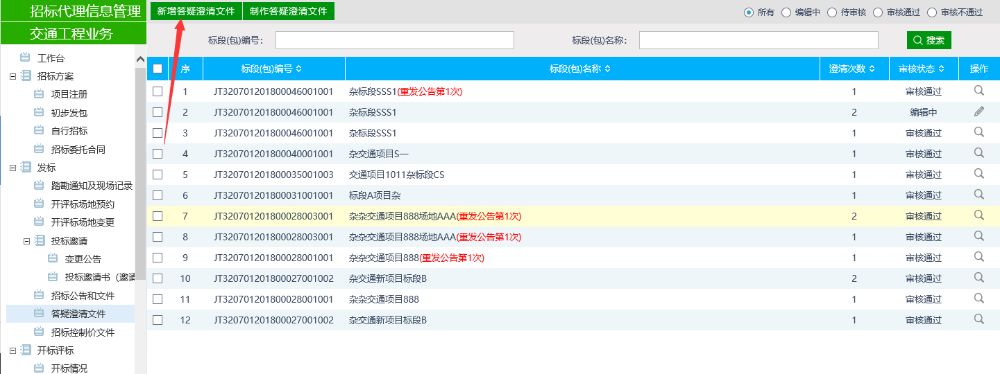 招标代理信息管理
交通工程业务
工作台
招标方案
项目注册
初步发包
自行招标
招标委托合同
发标
踏勘通知及现场记录
开评标场地预约
开评标场地变更
投标邀请
变更公告
投标邀请书（邀请
招标公告和文件
答疑澄清文件
招标控制价文件
开标评标
开标情况
新增答疑澄清文件 制作答疑澄清文件 所有 编辑中 待审核 审核通过 审核不通过
标段(包)编号： 标段(包)名称： 搜索
序 标段(包)编号 标段(包)名称 澄清次数 审核状态 操作
1 JT320701201800046001001 杂标段SSS1(重发公告第1次) 1 审核通过
2 JT320701201800046001001 杂标段SSS1 2 编辑中
3 JT320701201800046001001 杂标段SSS1 1 审核通过
4 JT320701201800040001001 杂交通项目S一 1 审核通过
5 JT320701201800035001003 交通项目1011杂标段CS 1 审核通过
6 JT320701201800031001001 标段A项目杂 1 审核通过
7 JT320701201800028003001 杂杂交通项目888场地AAA(重发公告第1次) 2 审核通过
8 JT320701201800028003001 杂杂交通项目888场地AAA(重发公告第1次) 1 审核通过
9 JT320701201800028001001 杂杂交通项目888(重发公告第1次) 1 审核通过
10 JT320701201800027001002 杂交通新项目标段B 2 审核通过
11 JT320701201800028001001 杂杂交通项目888 1 审核通过
12 JT320701201800027001002 杂交通新项目标段B 1 审核通过